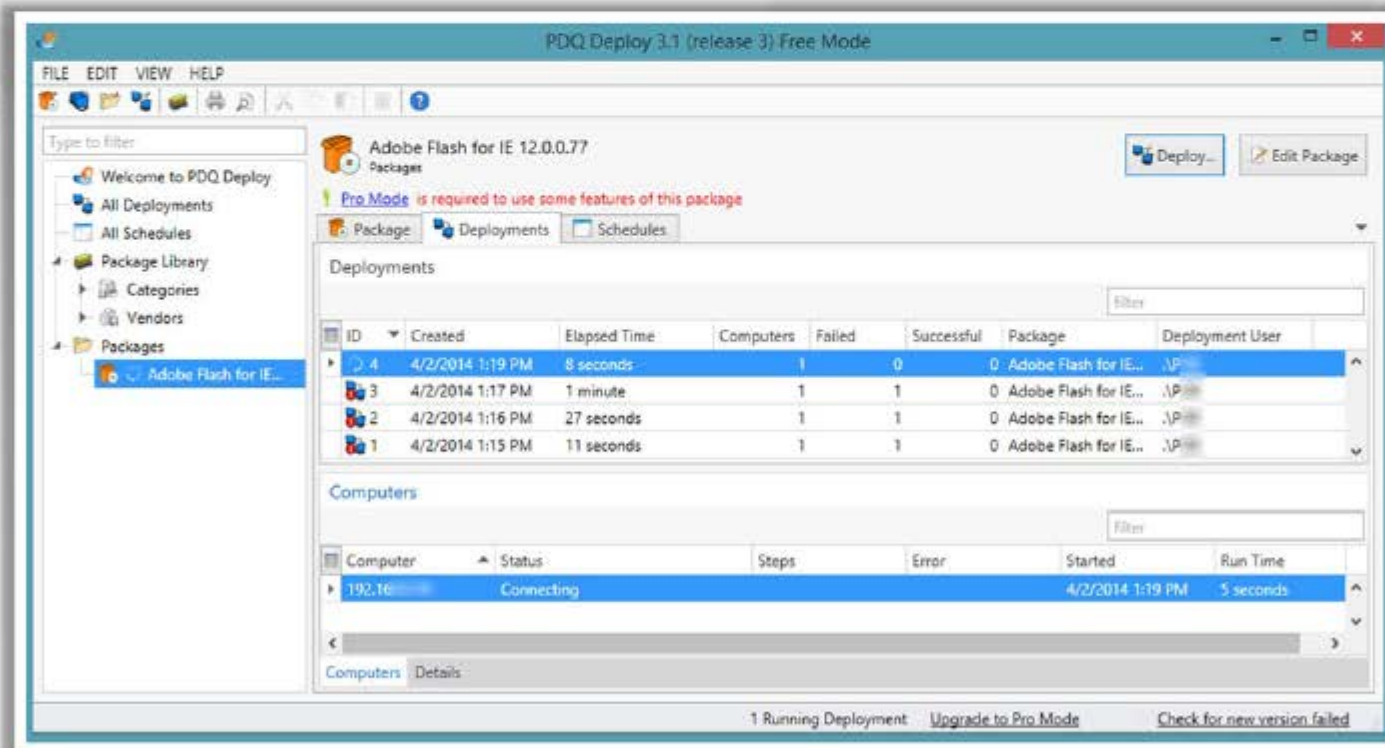 PDQ Deploy 3.1 (release 3) Free Mode
FILE EDIT VIEW HELP
Type to filter
Welcome to PDQ Deploy
All Deployments
All Schedules
Package Library
Categories
Vendors
Packages
Adobe Flash for IE...
Adobe Flash for IE 12.0.0.77
Packages
Deploy...
Edit Package
Pro Mode is required to use some features of this package
Package Deployments Schedules
Deployments
Filter
ID Created Elapsed Time Computers Failed Successful Package Deployment User
4 4/2/2014 1:19 PM 8 seconds 1 0 0 Adobe Flash for IE... .\P
3 4/2/2014 1:17 PM 1 minute 1 1 0 Adobe Flash for IE... .\P
2 4/2/2014 1:16 PM 27 seconds 1 1 0 Adobe Flash for IE... .\P
1 4/2/2014 1:15 PM 11 seconds 1 1 0 Adobe Flash for IE... .\P
Computers
Filter
Computer Status Steps Error Started Run Time
192.16 Connecting 4/2/2014 1:19 PM 5 seconds
Computers Details
1 Running Deployment Upgrade to Pro Mode Check for new version failed